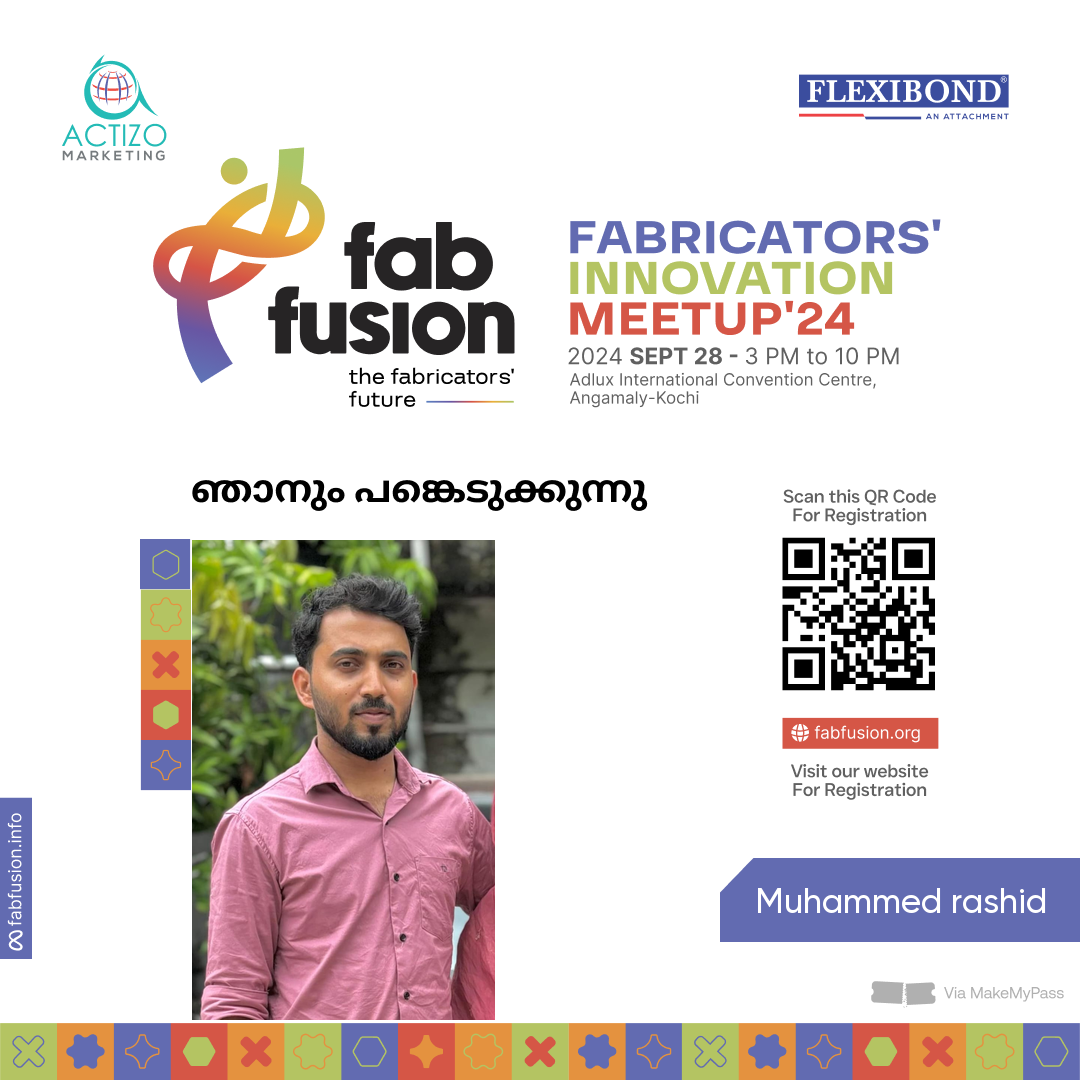 ACTIZO
MARKETING
FLEXIBOND®
AN ATTACHMENT
fab
fusion
the fabricators'
future
FABRICATORS'
INNOVATION
MEETUP'24
2024 SEPT 28 - 3 PM to 10 PM
Adlux International Convention Centre,
Angamaly-Kochi
ഞാനും പങ്കെടുക്കുന്നു
Scan this QR Code
For Registration
fabfusion.org
Visit our website
For Registration
fabfusion.info
Muhammed rashid
Via MakeMyPass